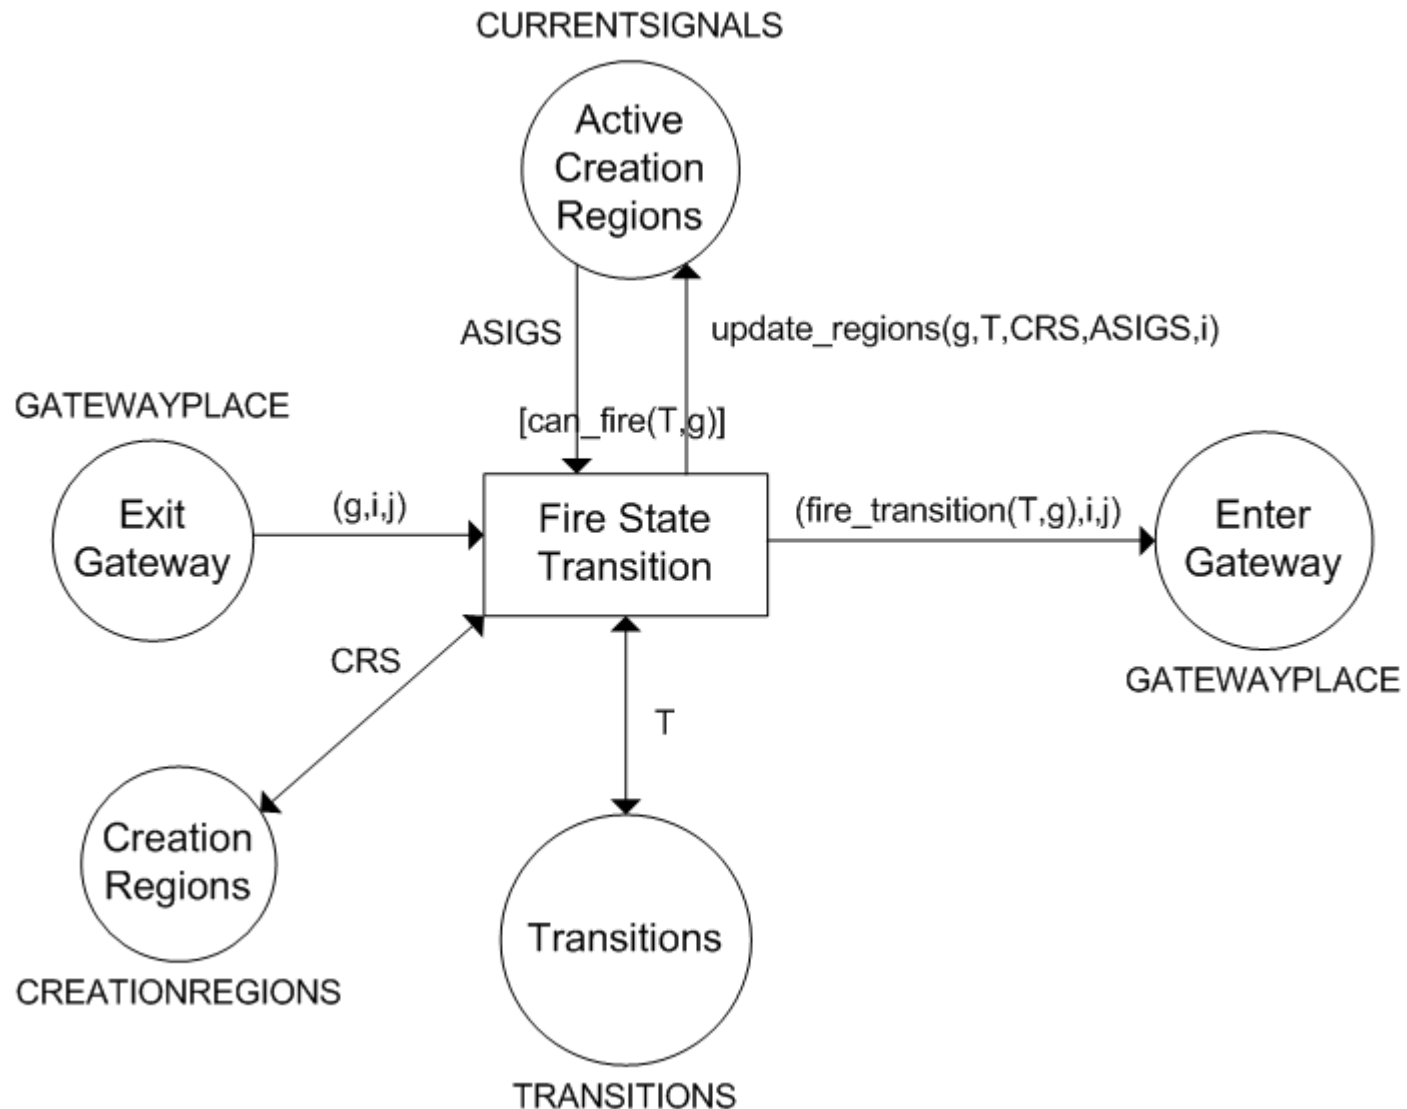 CURRENTSIGNALS
Active
Creation
Regions
ASIGS
update_regions(g,T,CRS,ASIGS,i)
GATEWAYPLACE
[can_fire(T,g)]
Exit
Gateway
(g,i,j)
Fire State
Transition
(fire_transition(T,g),i,j)
Enter
Gateway
GATEWAYPLACE
CRS
T
Creation
Regions
CREATIONREGIONS
Transitions
TRANSITIONS